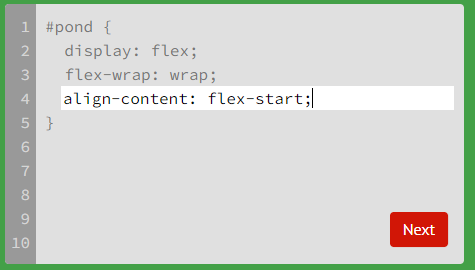 1 #pond {
2   display: flex;
3   flex-wrap: wrap;
4   align-content: flex-start;
5 }
6
7
8
9
10
Next